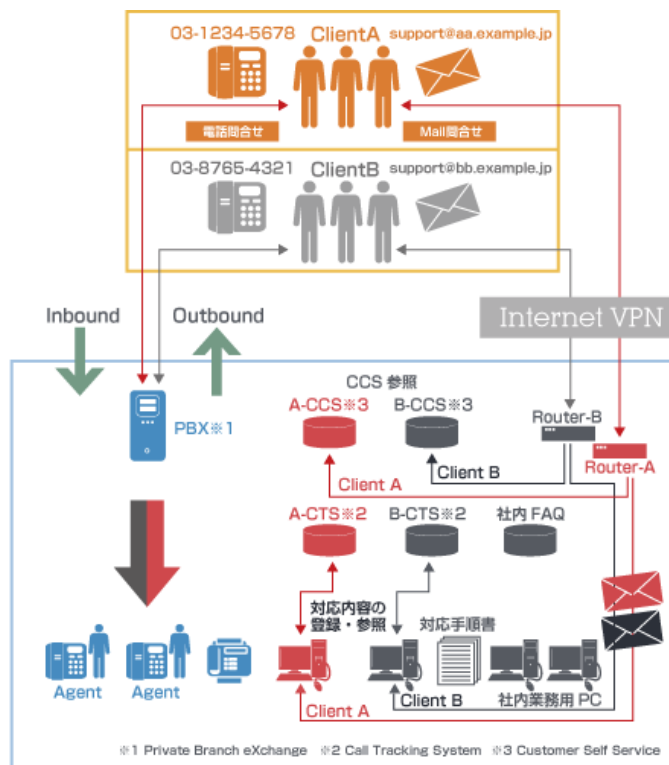 03-1234-5678
ClientA
support@aa.example.jp
電話問合せ
Mail問合せ
03-8765-4321
ClientB
support@bb.example.jp
Inbound
Outbound
Internet VPN
PBX※1
CCS 参照
A-CCS※3
B-CCS※3
Router-B
Router-A
Client B
Client A
A-CTS※2
B-CTS※2
社内 FAQ
対応内容の
登録・参照
対応手順書
Agent
Agent
Client B
社内業務用 PC
Client A
※1 Private Branch eXchange ※2 Call Tracking System ※3 Customer Self Service